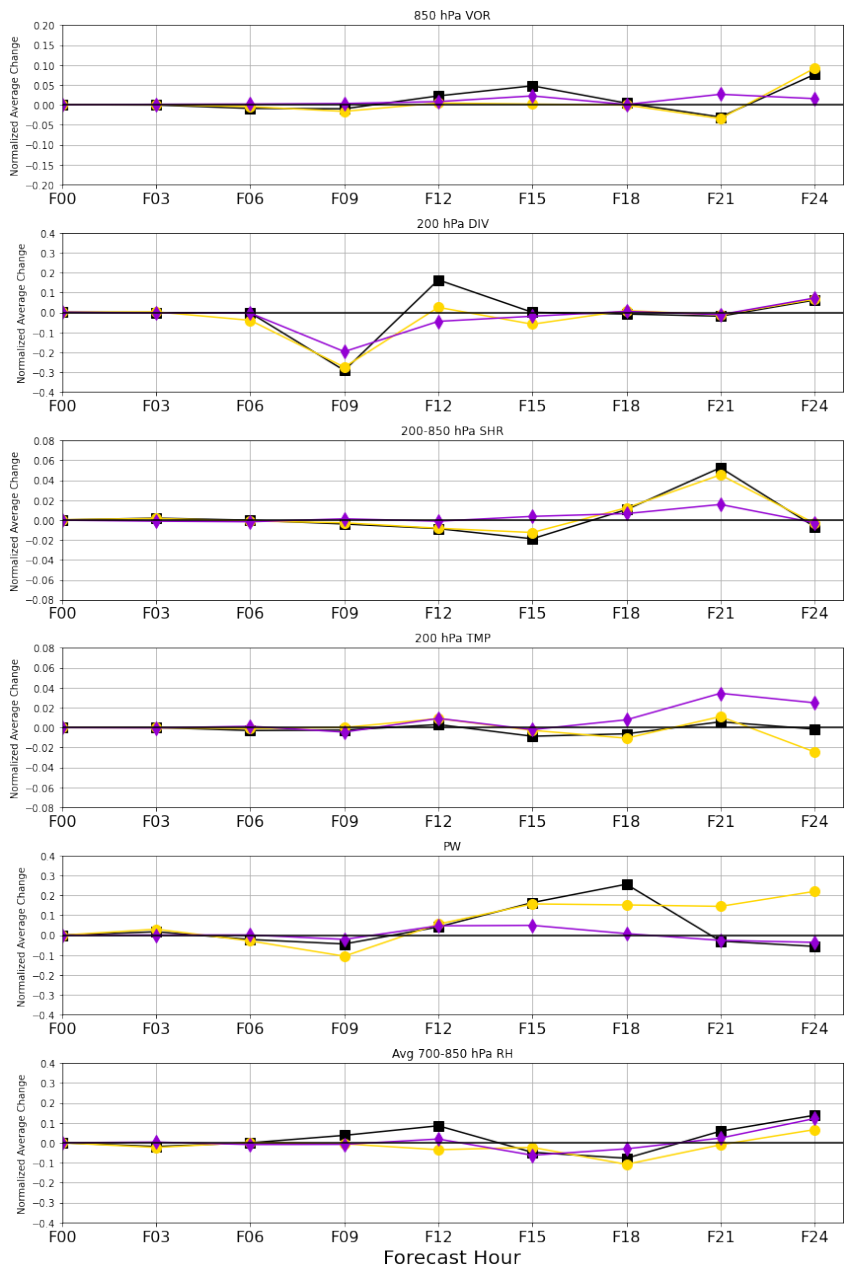 850 hPa VOR
Normalized Average Change
0.20
0.15
0.10
0.05
0.00
−0.05
−0.10
−0.15
−0.20
F00 F03 F06 F09 F12 F15 F18 F21 F24
200 hPa DIV
Normalized Average Change
0.4
0.3
0.2
0.1
0.0
−0.1
−0.2
−0.3
−0.4
F00 F03 F06 F09 F12 F15 F18 F21 F24
200-850 hPa SHR
Normalized Average Change
0.08
0.06
0.04
0.02
0.00
−0.02
−0.04
−0.06
−0.08
F00 F03 F06 F09 F12 F15 F18 F21 F24
200 hPa TMP
Normalized Average Change
0.08
0.06
0.04
0.02
0.00
−0.02
−0.04
−0.06
−0.08
F00 F03 F06 F09 F12 F15 F18 F21 F24
PW
Normalized Average Change
0.4
0.3
0.2
0.1
0.0
−0.1
−0.2
−0.3
−0.4
F00 F03 F06 F09 F12 F15 F18 F21 F24
Avg 700-850 hPa RH
Normalized Average Change
0.4
0.3
0.2
0.1
0.0
−0.1
−0.2
−0.3
−0.4
F00 F03 F06 F09 F12 F15 F18 F21 F24
Forecast Hour